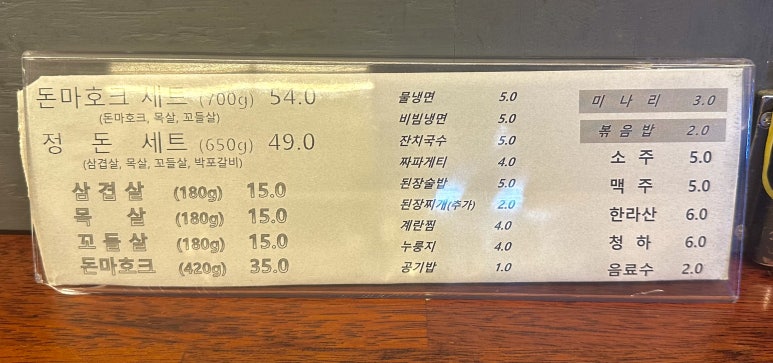 돈마호크 세트 (700g) 54.0
(돈마호크, 목살, 꼬들살)
정 돈 세트 (650g) 49.0
(삼겹살, 목살, 꼬들살, 박포갈비)
삼겹살 (180g) 15.0
목 살 (180g) 15.0
꼬들살 (180g) 15.0
돈마호크 (420g) 35.0
물냉면 5.0
비빔냉면 5.0
잔치국수 5.0
짜파게티 4.0
된장술밥 5.0
된장찌개(추가) 2.0
계란찜 4.0
누룽지 4.0
공기밥 1.0
미 나 리 3.0
볶음밥 2.0
소 주 5.0
맥 주 5.0
한라산 6.0
청 하 6.0
음료수 2.0